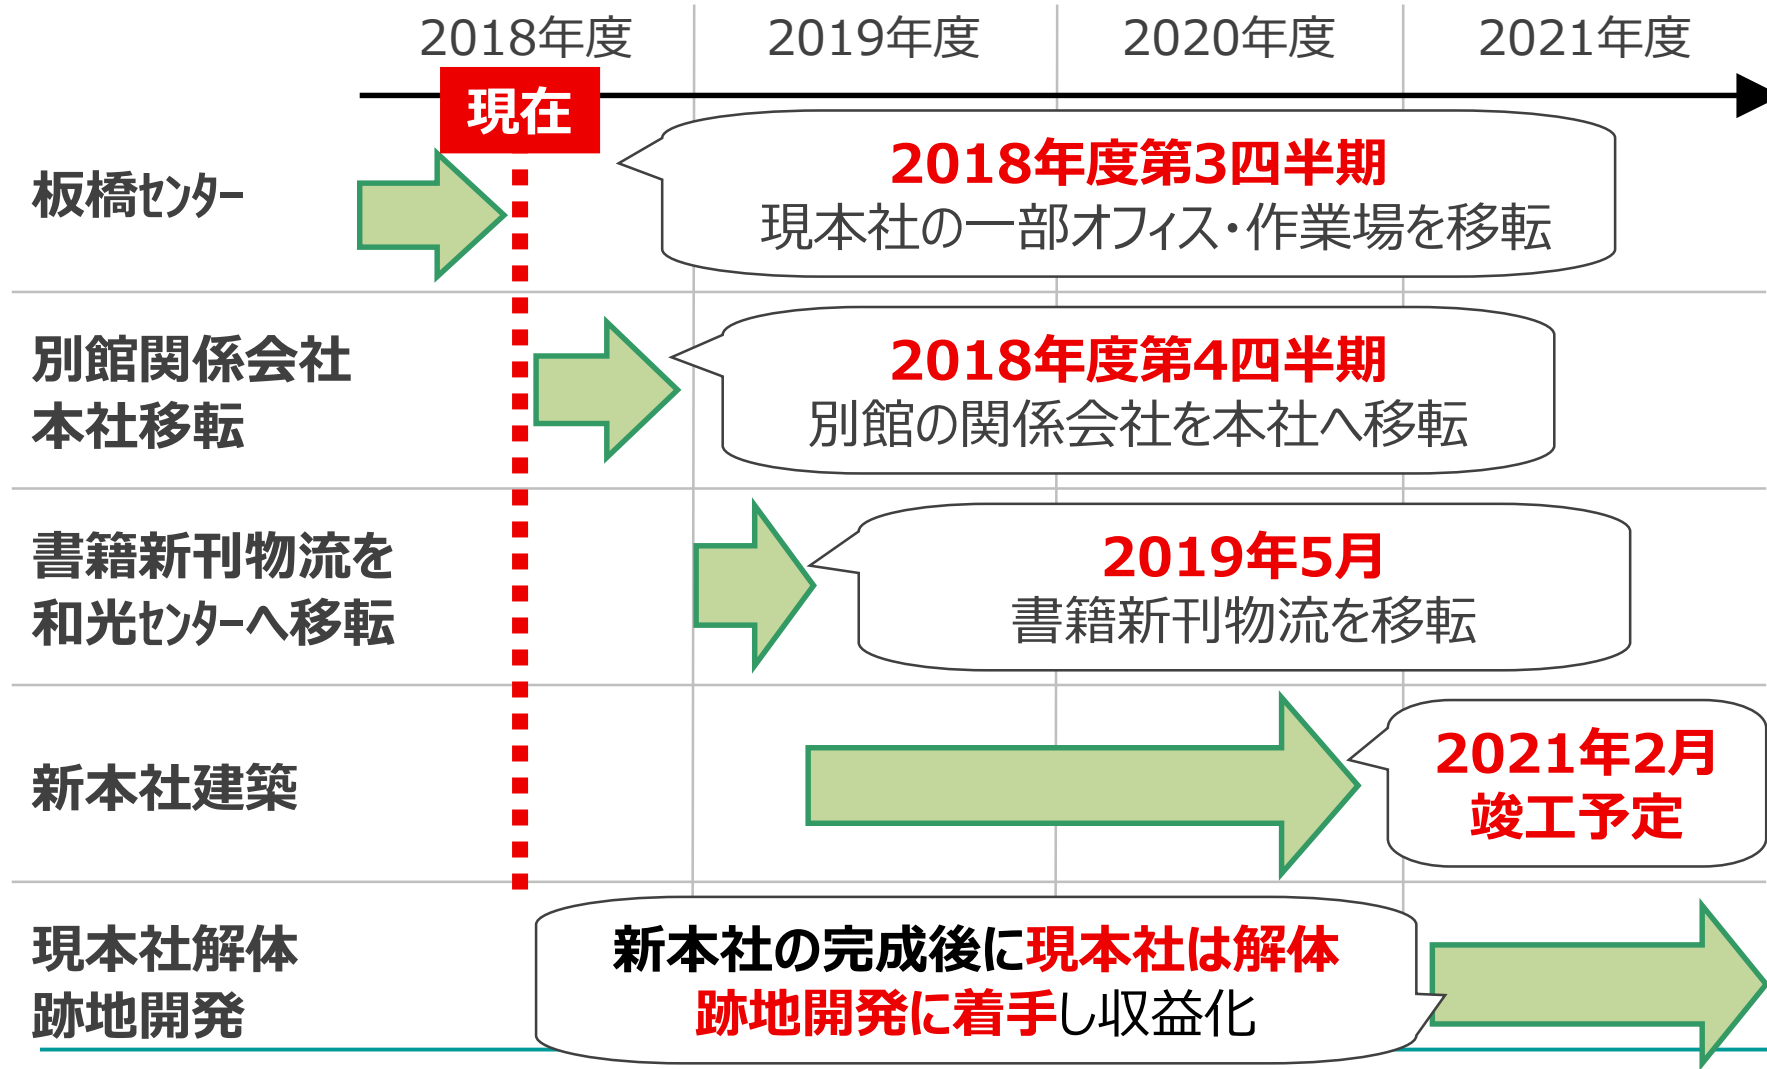 2018年度 2019年度 2020年度 2021年度
現在
板橋センター
2018年度第3四半期
現本社の一部オフィス・作業場を移転
別館関係会社
本社移転
2018年度第4四半期
別館の関係会社を本社へ移転
書籍新刊物流を
和光センターへ移転
2019年5月
書籍新刊物流を移転
新本社建築
2021年2月
竣工予定
現本社解体
跡地開発
新本社の完成後に現本社は解体
跡地開発に着手し収益化